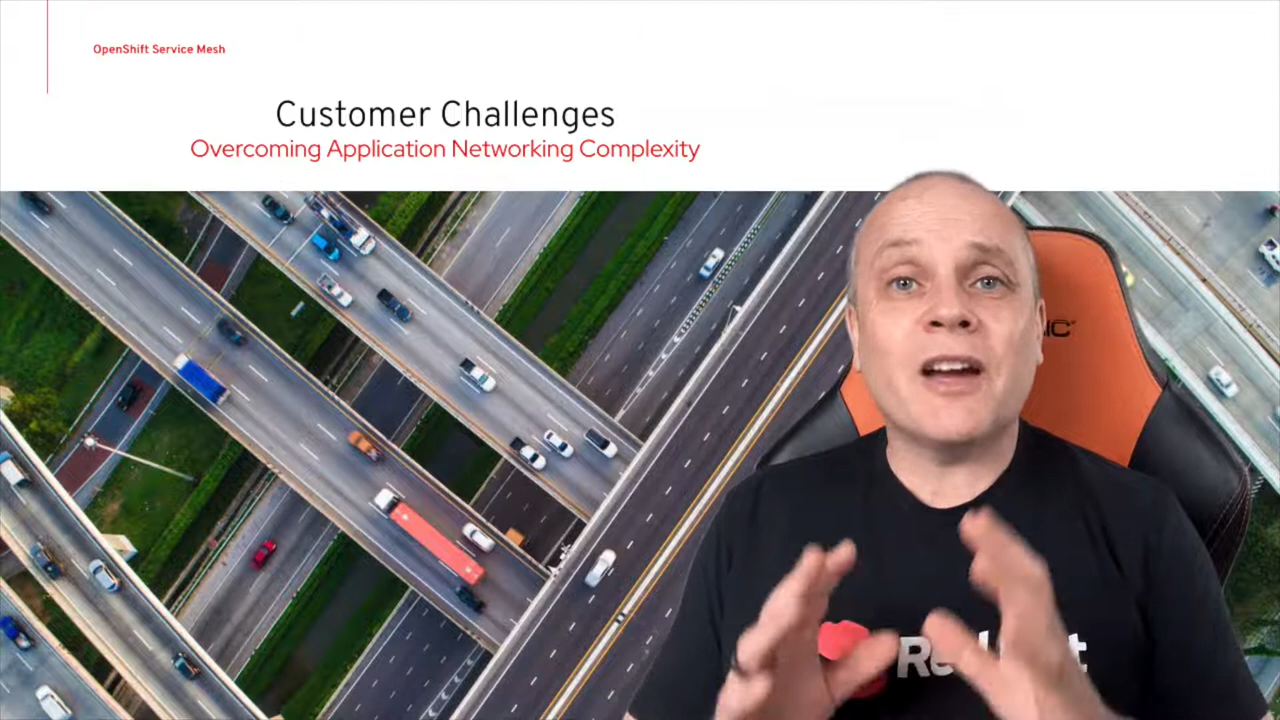 OpenShift Service Mesh
Customer Challenges
Overcoming Application Networking Complexity